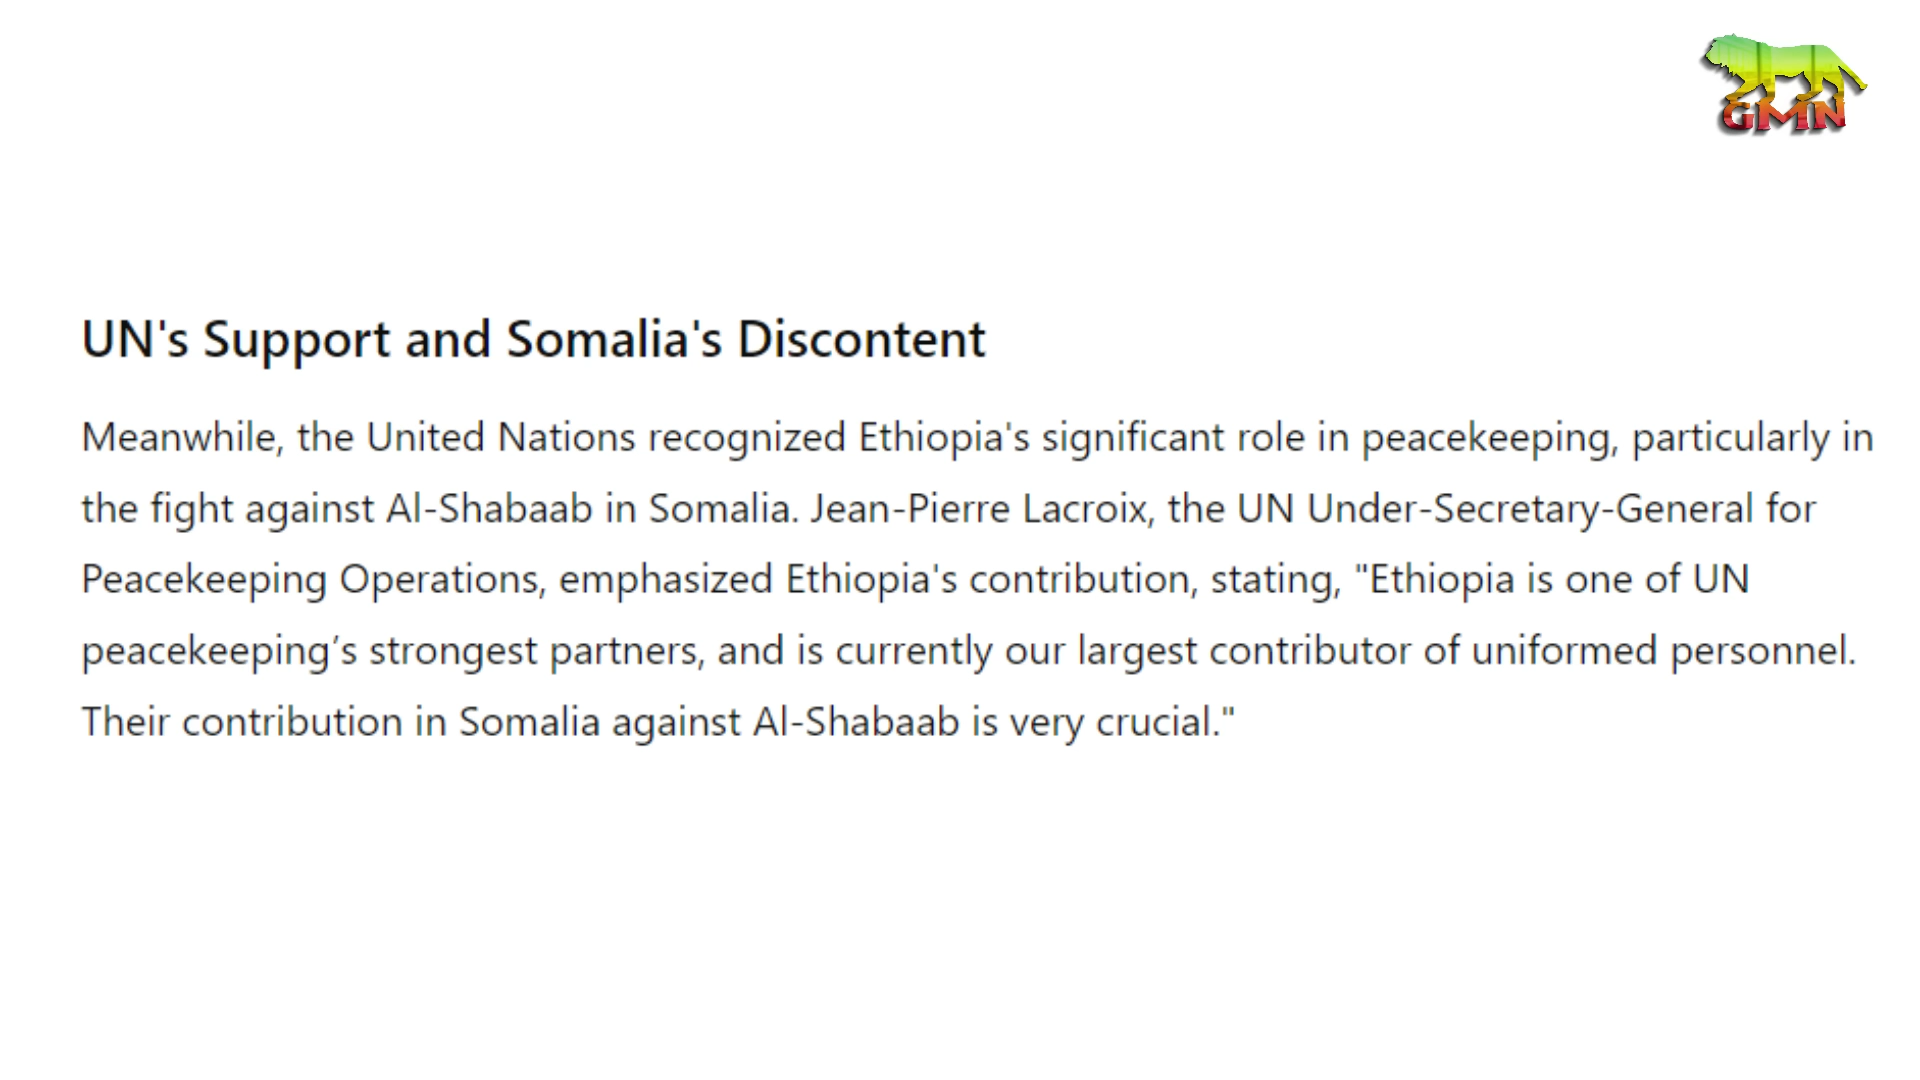 GMN
UN's Support and Somalia's Discontent
Meanwhile, the United Nations recognized Ethiopia's significant role in peacekeeping, particularly in
the fight against Al-Shabaab in Somalia. Jean-Pierre Lacroix, the UN Under-Secretary-General for
Peacekeeping Operations, emphasized Ethiopia's contribution, stating, "Ethiopia is one of UN
peacekeeping’s strongest partners, and is currently our largest contributor of uniformed personnel.
Their contribution in Somalia against Al-Shabaab is very crucial."